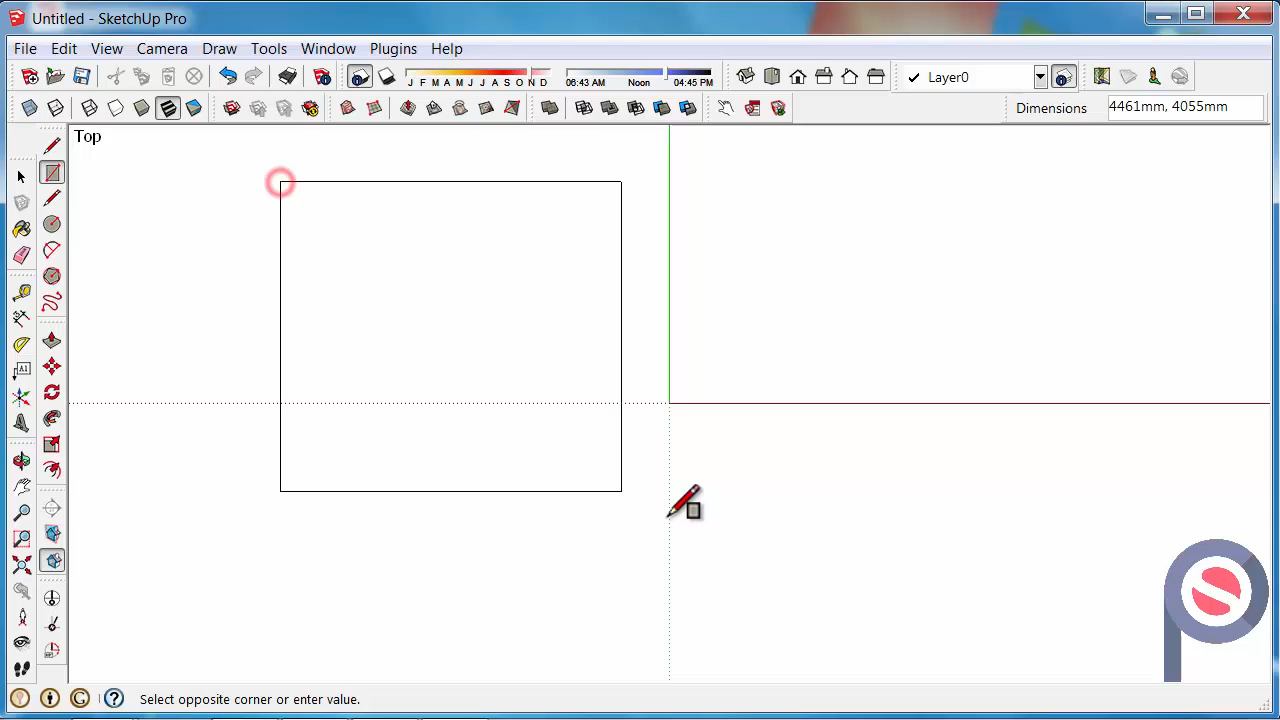 Untitled - SketchUp Pro
File Edit View Camera Draw Tools Window Plugins Help
J F M A M J J A S O N D 06:43 AM Noon 04:45 PM Layer0
Dimensions 4461mm, 4055mm
Top
A1
Select opposite corner or enter value.